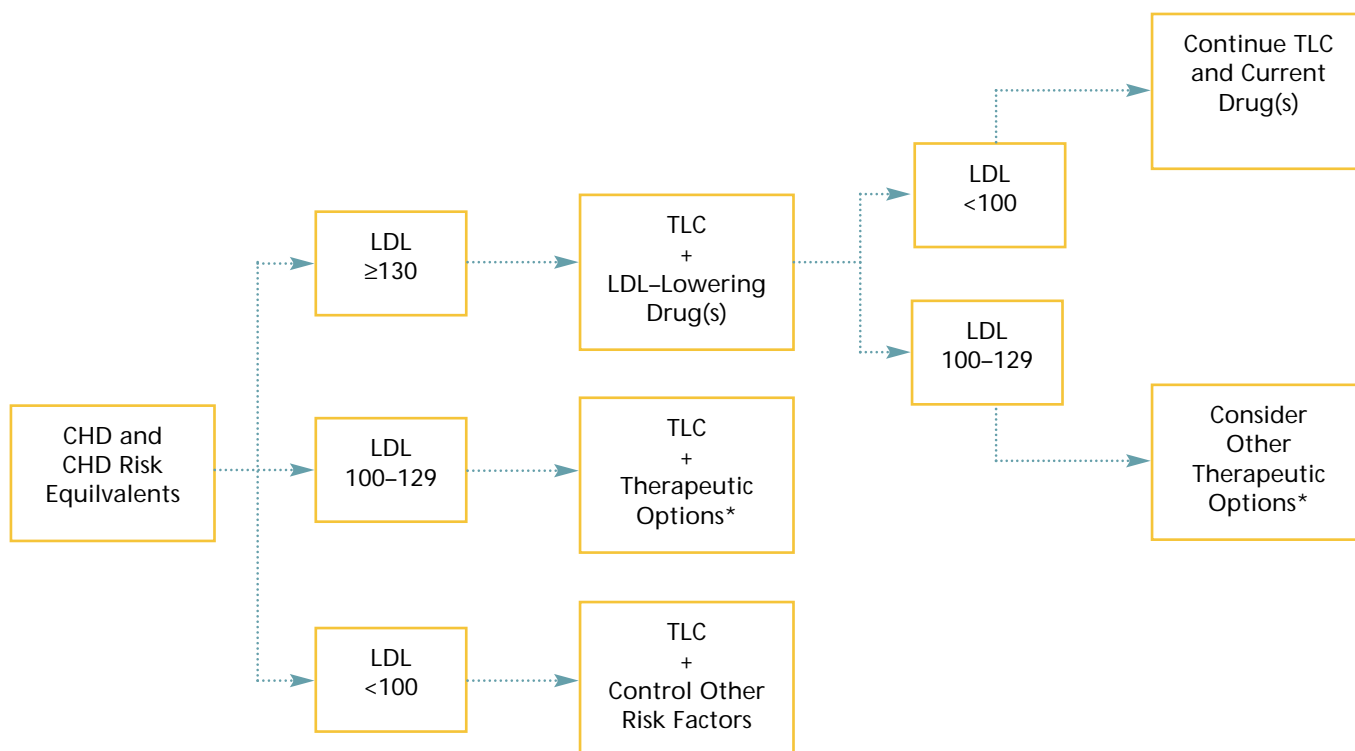 CHD and
CHD Risk
Equilvalents
LDL
≥130
TLC
+
LDL–Lowering
Drug(s)
LDL
<100
Continue TLC
and Current
Drug(s)
LDL
100–129
Consider
Other
Therapeutic
Options*
LDL
100–129
TLC
+
Therapeutic
Options*
LDL
<100
TLC
+
Control Other
Risk Factors